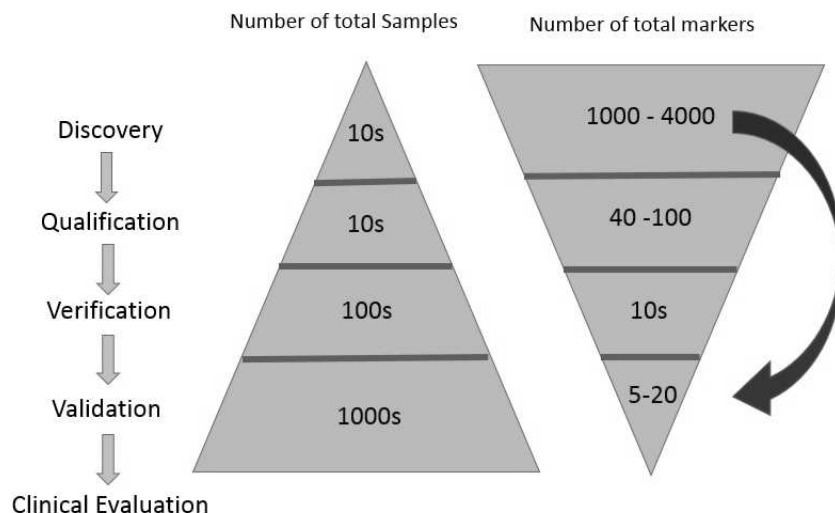 Number of total Samples
Number of total markers
Discovery
10s
1000 - 4000
Qualification
10s
40 -100
Verification
100s
10s
Validation
1000s
5-20
Clinical Evaluation